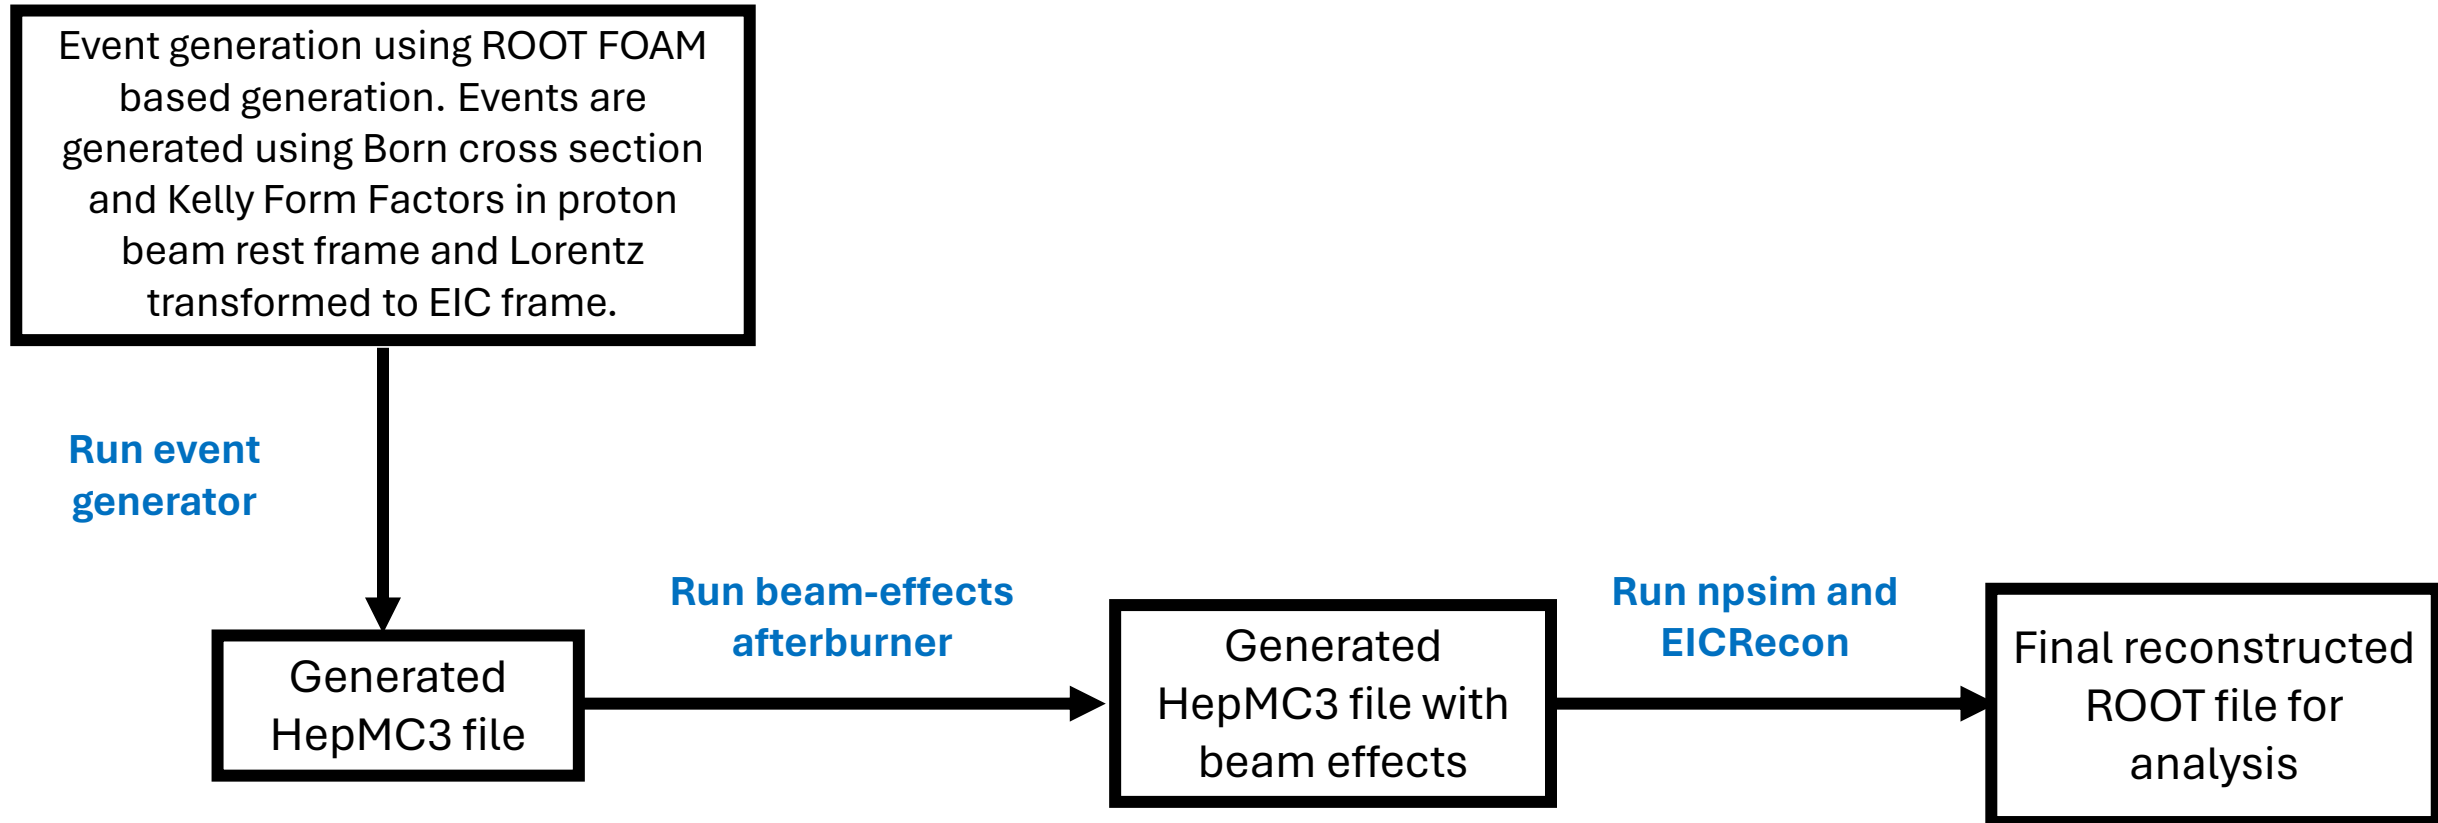 Event generation using ROOT FOAM
based generation. Events are
generated using Born cross section
and Kelly Form Factors in proton
beam rest frame and Lorentz
transformed to EIC frame.
Run event
generator
Generated
HepMC3 file
Run beam-effects
afterburner
Generated
HepMC3 file with
beam effects
Run npsim and
EICRecon
Final reconstructed
ROOT file for
analysis